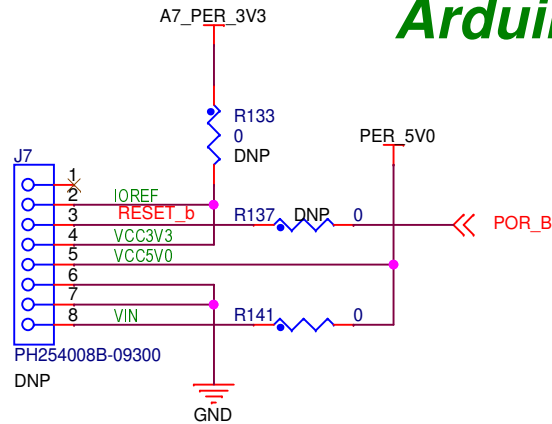 A7_PER_3V3
Arduin
R133
0
DNP
PER_5V0
J7
1
2
IOREF
3
RESET_b
R137
DNP
0
POR_B
4
VCC3V3
5
VCC5V0
6
7
8
VIN
R141
0
PH254008B-09300
DNP
GND